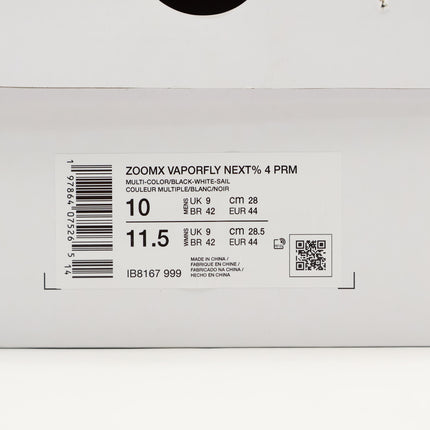 ZOOMX VAPORFLY NEXT% 4 PRM
MULTI-COLOR/BLACK-WHITE-SAIL
COULEUR MULTIPLE/BLANC/NOIR
10 MENS UK 9 CM 28
BR 42 EUR 44
11.5 WMNS UK 9 CM 28.5
BR 42 EUR 44
IB8167 999
MADE IN CHINA /
FABRIQUE EN CHINE /
FABRICADO NA CHINA /
HECHO EN CHINA
1 97864 07526 5 14